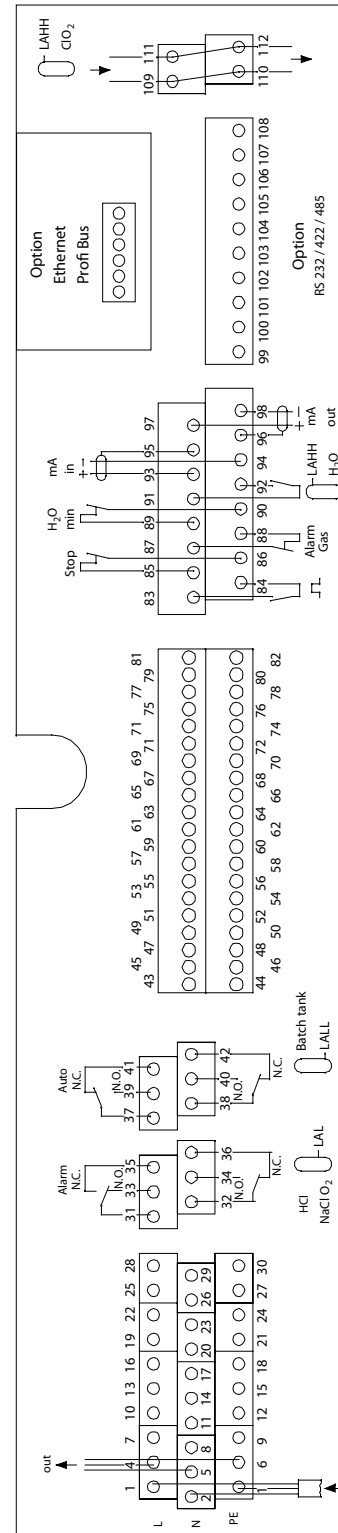 out
L
1 4 7 10 13 16 19 22 25 28
N
2 5 8 11 14 17 20 23 26 29
PE
1 6 9 12 15 18 21 24 27 30
Alarm
N.C.
N.O.
31 33 35
32 34 36
N.O.
N.C.
HCl
NaClO₂
LAL
Auto
N.C.
N.O.
37 39 41
38 40 42
N.O.
N.C.
Batch tank
LALL
43 45 47 49 51 53 55 57 59 61 63 65 67 69 71 71 75 77 79 81
44 46 48 50 52 54 56 58 60 62 64 66 68 70 72 74 76 78 80 82
Stop
H₂O
min
mA
in
− +
83 85 87 89 91 93 95 97
84 86 88 90 92 94 96 98
Alarm
Gas
LAHH
H₂O
+ −
mA
out
Option
Ethernet
Profi Bus
99 100 101 102 103 104 105 106 107 108
Option
RS 232 / 422 / 485
LAHH
ClO₂
109 111
110 112